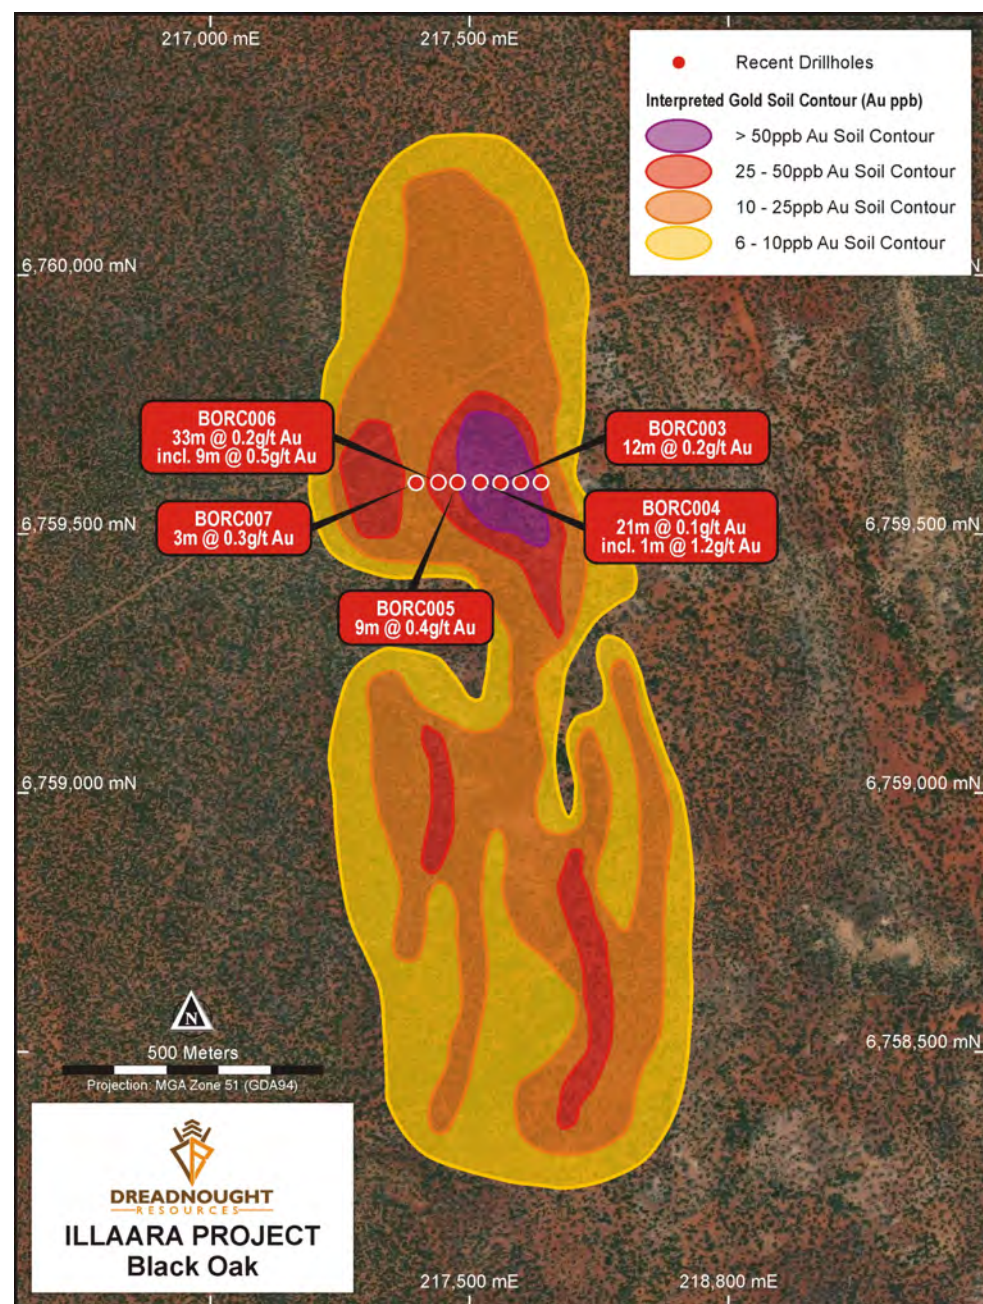 217,000 mE
217,500 mE
Recent Drillholes
Interpreted Gold Soil Contour (Au ppb)
> 50ppb Au Soil Contour
25 - 50ppb Au Soil Contour
10 - 25ppb Au Soil Contour
6 - 10ppb Au Soil Contour
6,760,000 mN
N
BORC006
33m @ 0.2g/t Au
incl. 9m @ 0.5g/t Au
BORC003
12m @ 0.2g/t Au
BORC007
3m @ 0.3g/t Au
BORC004
21m @ 0.1g/t Au
incl. 1m @ 1.2g/t Au
6,759,500 mN
6,759,500 mN
BORC005
9m @ 0.4g/t Au
6,759,000 mN
6,759,000 mN
N
500 Meters
Projection: MGA Zone 51 (GDA94)
6,758,500 mN
DREADNOUGHT
RESOURCES
ILLAARA PROJECT
Black Oak
217,500 mE
218,800 mE